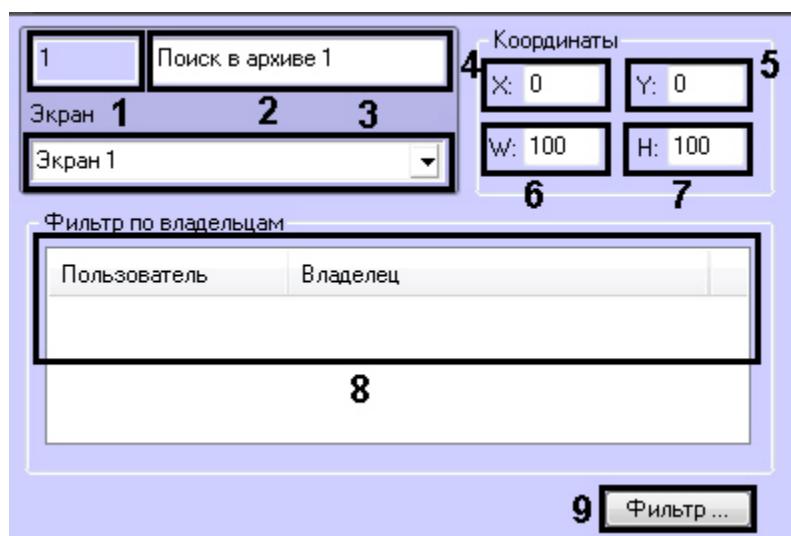 1 Поиск в архиве 1
Экран 1 2 3
Экран 1
Координаты
4 X: 0 Y: 0 5
W: 100 H: 100
6 7
Фильтр по владельцам
Пользователь Владелец
8
9 Фильтр ...